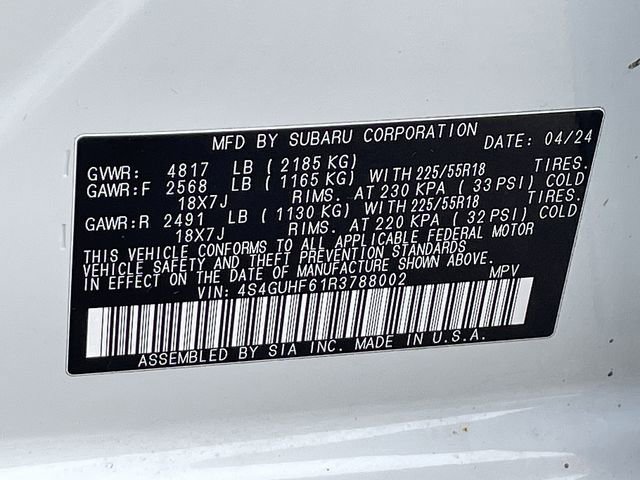 MFD BY SUBARU CORPORATION DATE: 04/24
GVWR: 4817 LB (2185 KG)
GAWR:F 2568 LB (1165 KG) WITH 225/55R18 TIRES.
18X7J RIMS. AT 230 KPA (33 PSI) COLD
GAWR:R 2491 LB (1130 KG) WITH 225/55R18 TIRES.
18X7J RIMS. AT 220 KPA (32 PSI) COLD
THIS VEHICLE CONFORMS TO ALL APPLICABLE FEDERAL MOTOR
VEHICLE SAFETY AND THEFT PREVENTION STANDARDS
IN EFFECT ON THE DATE OF MANUFACTURE SHOWN ABOVE.
VIN: 4S4GUHF61R3788002 MPV
ASSEMBLED BY SIA INC. MADE IN U.S.A.